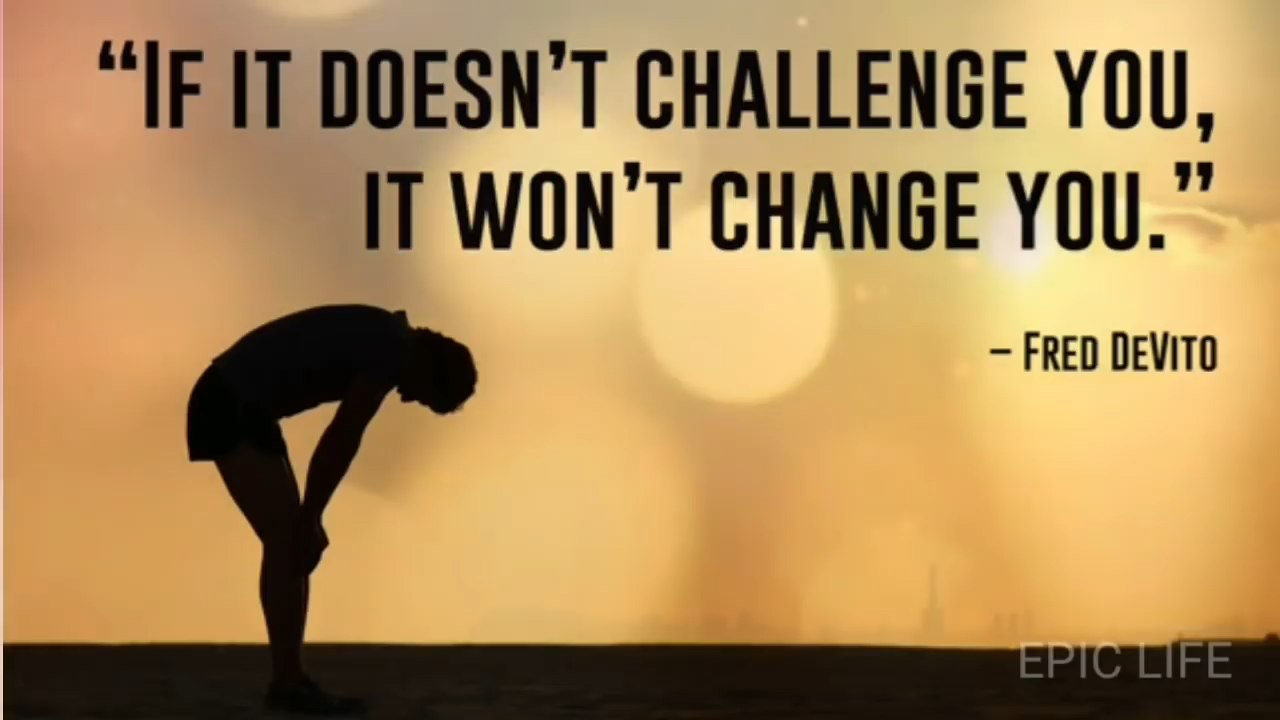 “IF IT DOESN’T CHALLENGE YOU,
IT WON’T CHANGE YOU.”
– FRED DEVITO
EPIC LIFE